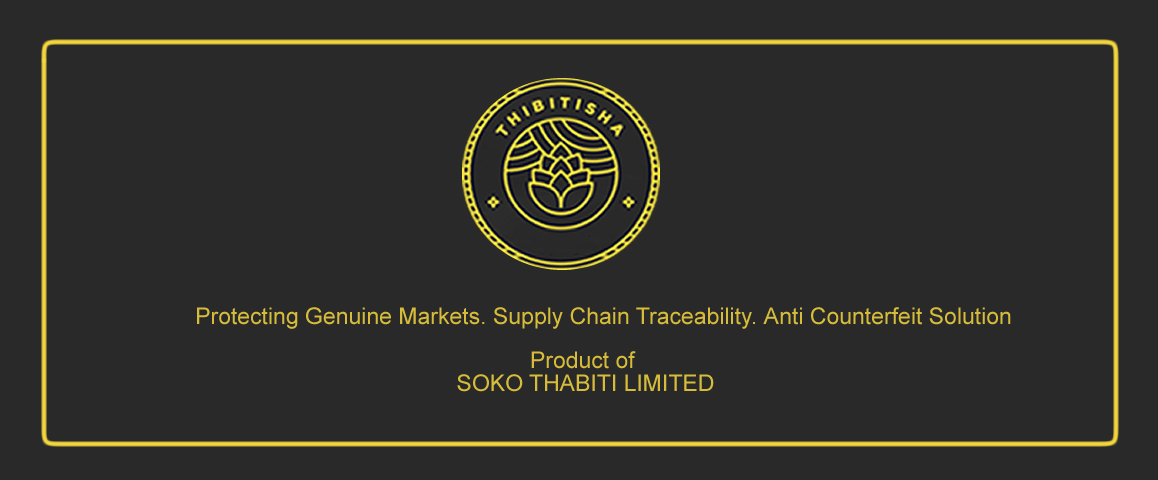 THIBITISHA
Protecting Genuine Markets. Supply Chain Traceability. Anti Counterfeit Solution
Product of
SOKO THABITI LIMITED